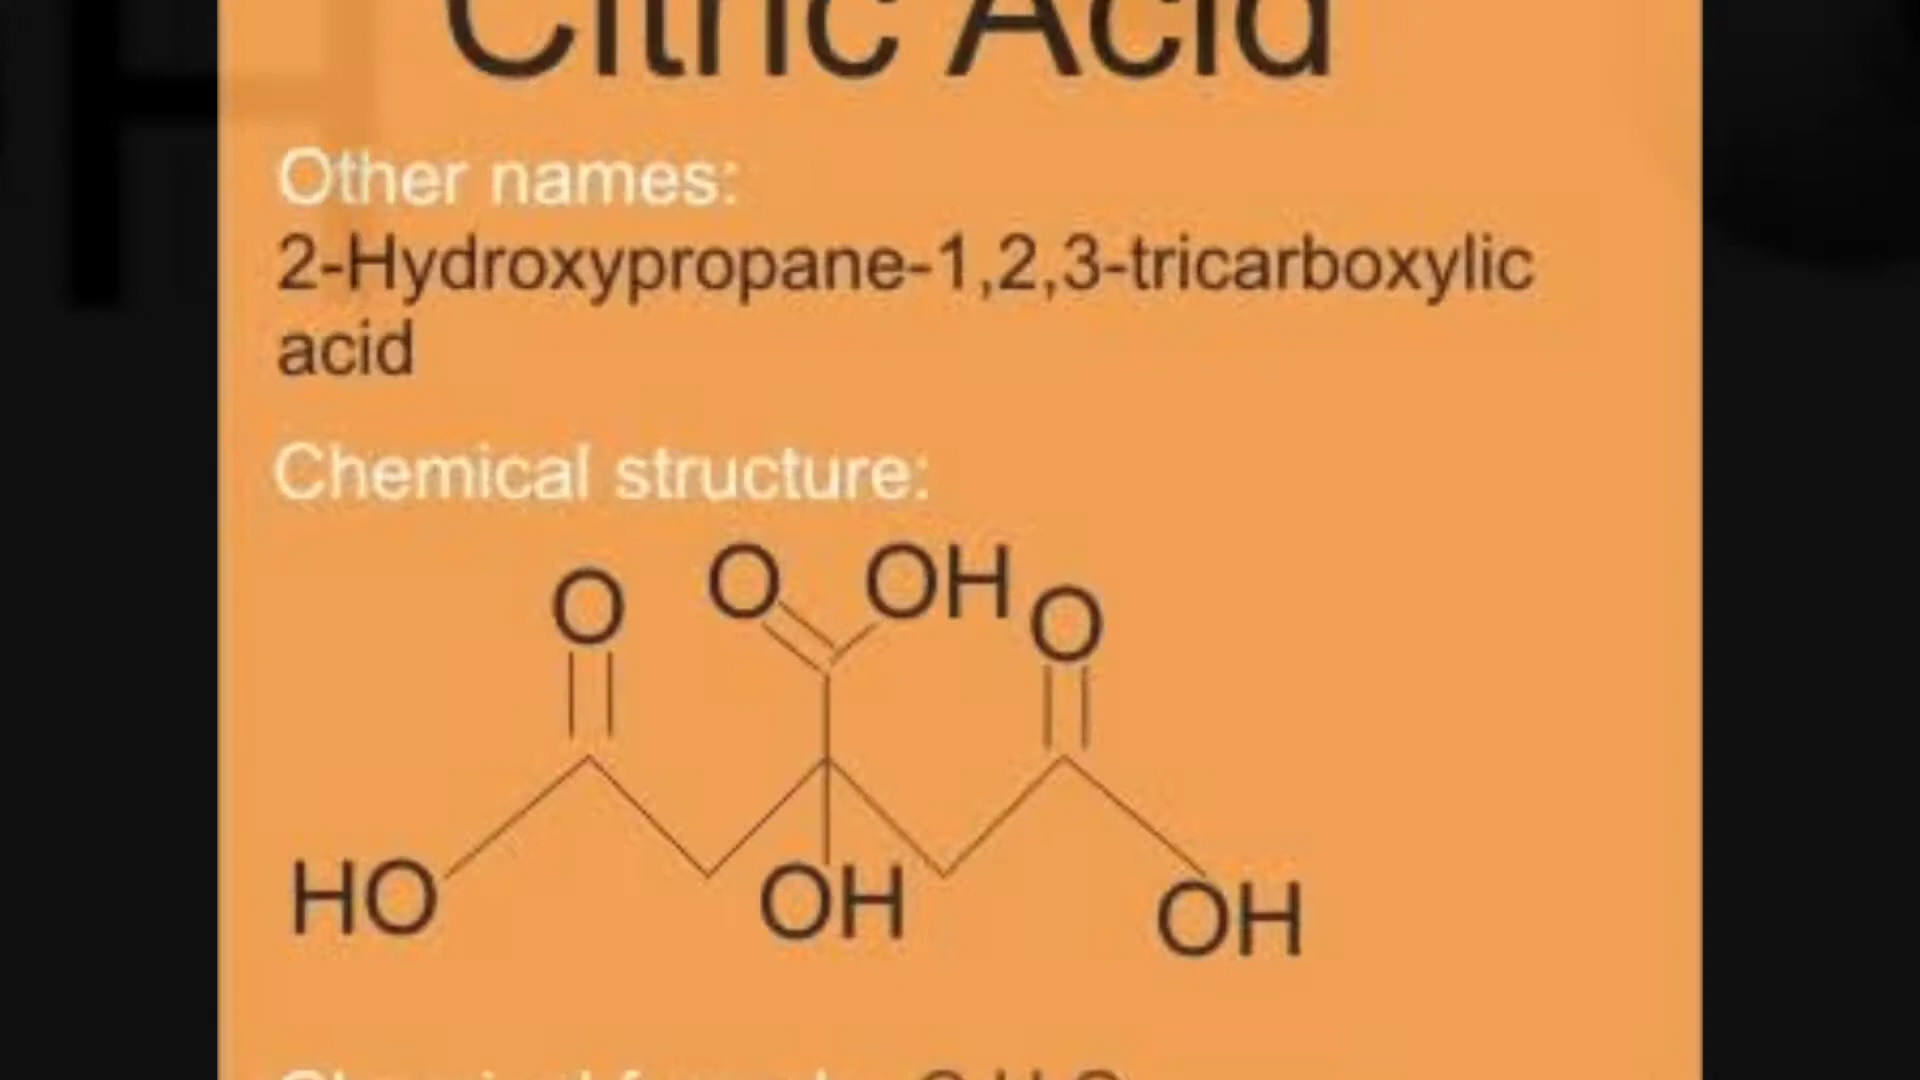 Citric Acid
Other names:
2-Hydroxypropane-1,2,3-tricarboxylic
acid
Chemical structure:
O O OH O
HO OH OH